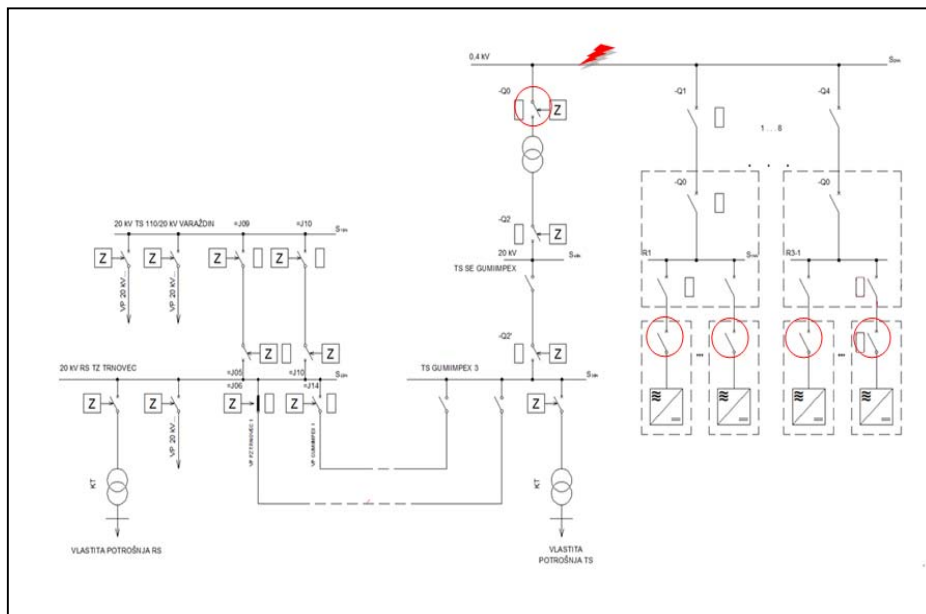 0,4 kV
-Q0
Z
-Q1
-Q4
1 . . . 8
-Q0
-Q0
-Q2
Z
20 kV
TS SE GUMIIMPEX
R1
R3-1
20 kV TS 110/20 kV VARAŽDIN
=J09
=J10
Z
Z
Z
Z
VP 20 kV...
VP 20 kV...
-Q2'
Z
Z
Z
20 kV RS TZ TRNOVEC
=J05
=J10
TS GUMIIMPEX 3
=J06
=J14
Z
Z
Z
Z
Z
VP 20 kV...
KT
KT
VLASTITA POTROŠNJA RS
VLASTITA
POTROŠNJA TS